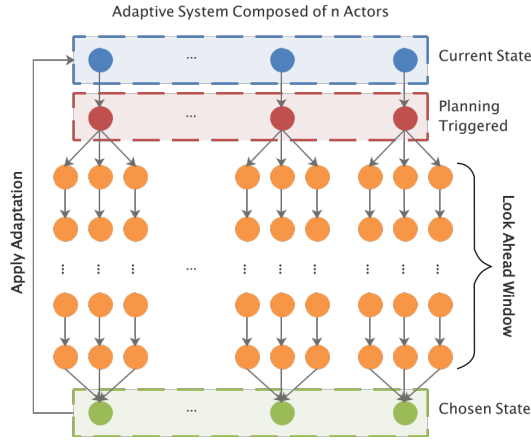 Adaptive System Composed of n Actors
...
Current State
...
Planning
Triggered
Apply Adaptation
Look Ahead Window
...
...
Chosen State